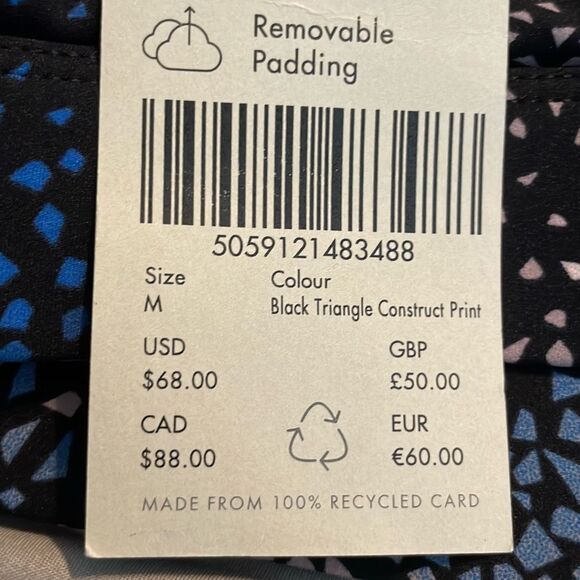 Removable
Padding
5059121483488
Size Colour
M Black Triangle Construct Print
USD GBP
$68.00 £50.00
CAD EUR
$88.00 €60.00
MADE FROM 100% RECYCLED CARD